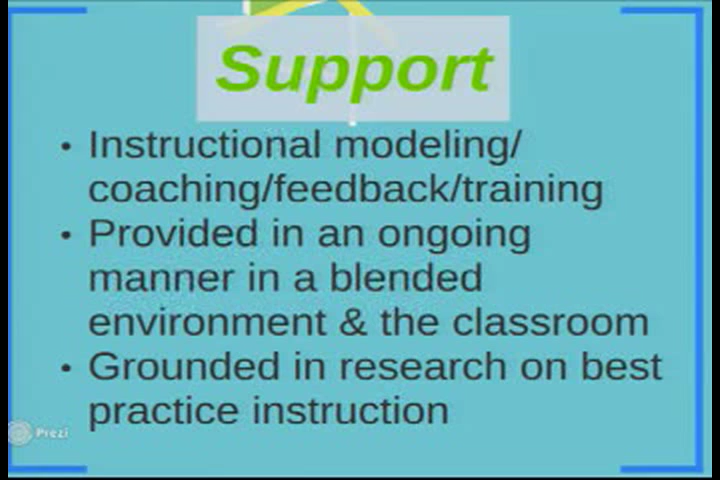 Support
• Instructional modeling/
coaching/feedback/training
• Provided in an ongoing
manner in a blended
environment & the classroom
• Grounded in research on best
practice instruction
Prezi